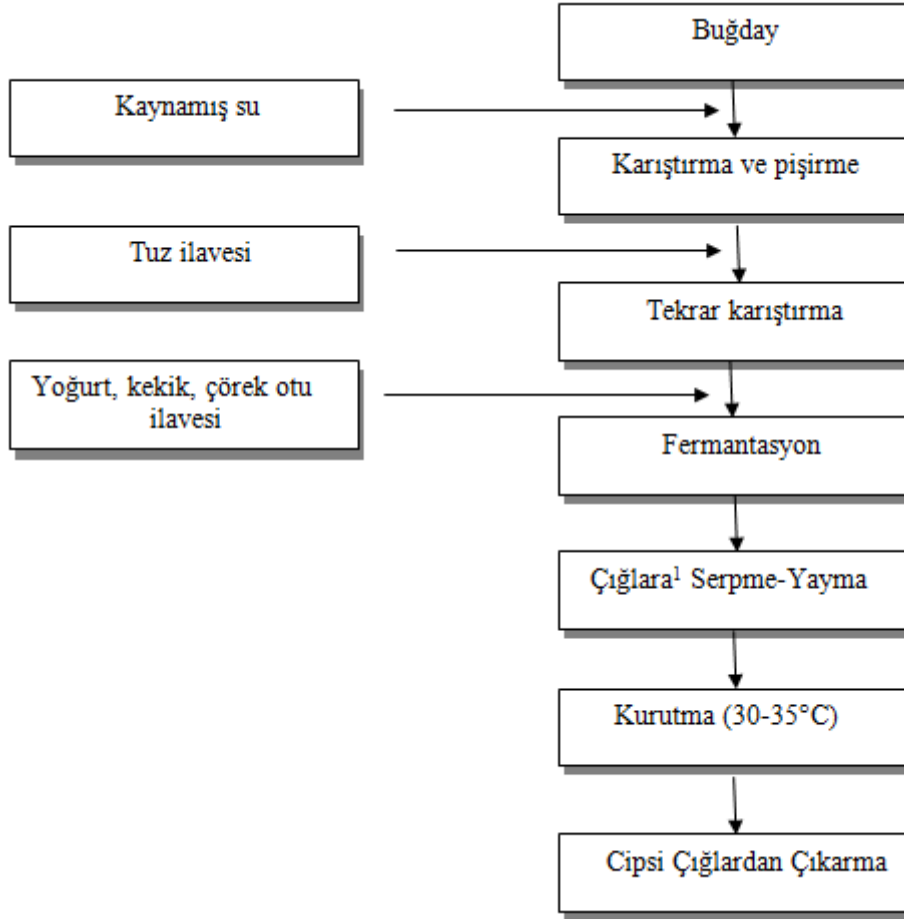 Buğday
Kaynamış su
Karıştırma ve pişirme
Tuz ilavesi
Tekrar karıştırma
Yoğurt, kekik, çörek otu
ilavesi
Fermantasyon
Çığlara¹ Serpme-Yayma
Kurutma (30-35°C)
Cipsi Çığlardan Çıkarma